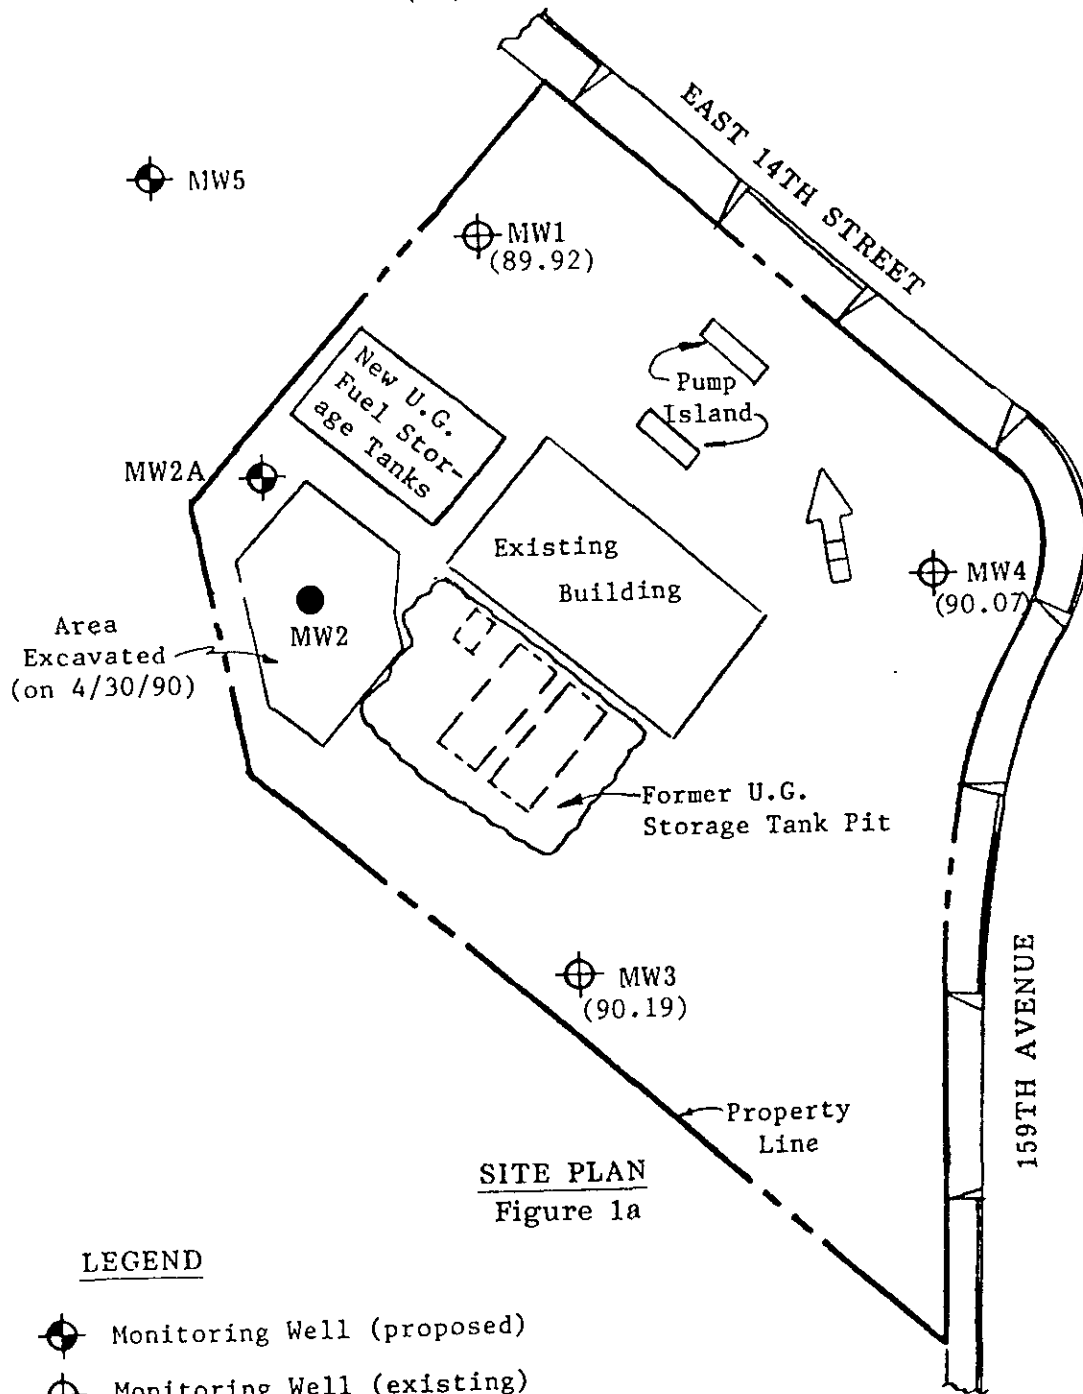 EAST 14TH STREET
MW5
MW1
(89.92)
New U.G.
Fuel Stor-
age Tanks
Pump
Island
MW2A
Existing
Building
MW4
(90.07)
MW2
Area
Excavated
(on 4/30/90)
Former U.G.
Storage Tank Pit
MW3
(90.19)
159TH AVENUE
Property
Line
SITE PLAN
Figure 1a
LEGEND
Monitoring Well (proposed)
Monitoring Well (existing)